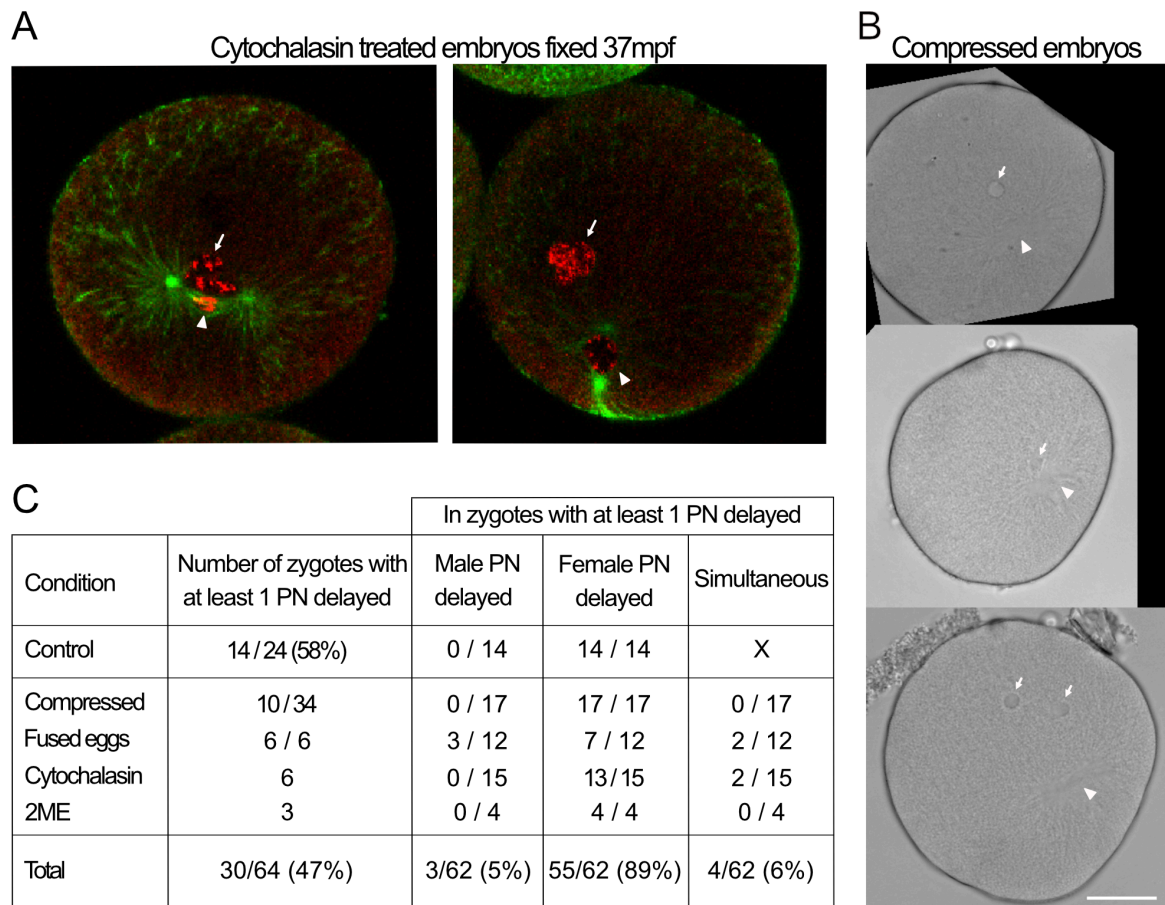 A
Cytochalasin treated embryos fixed 37mpf
B
Compressed embryos
C
In zygotes with at least 1 PN delayed
Condition
Number of zygotes with
at least 1 PN delayed
Male PN
delayed
Female PN
delayed
Simultaneous
Control 14/24 (58%) 0 / 14 14 / 14 X
Compressed 10/34 0 / 17 17 / 17 0 / 17
Fused eggs 6 / 6 3 / 12 7 / 12 2 / 12
Cytochalasin 6 0 / 15 13/15 2 / 15
2ME 3 0 / 4 4 / 4 0 / 4
Total 30/64 (47%) 3/62 (5%) 55/62 (89%) 4/62 (6%)